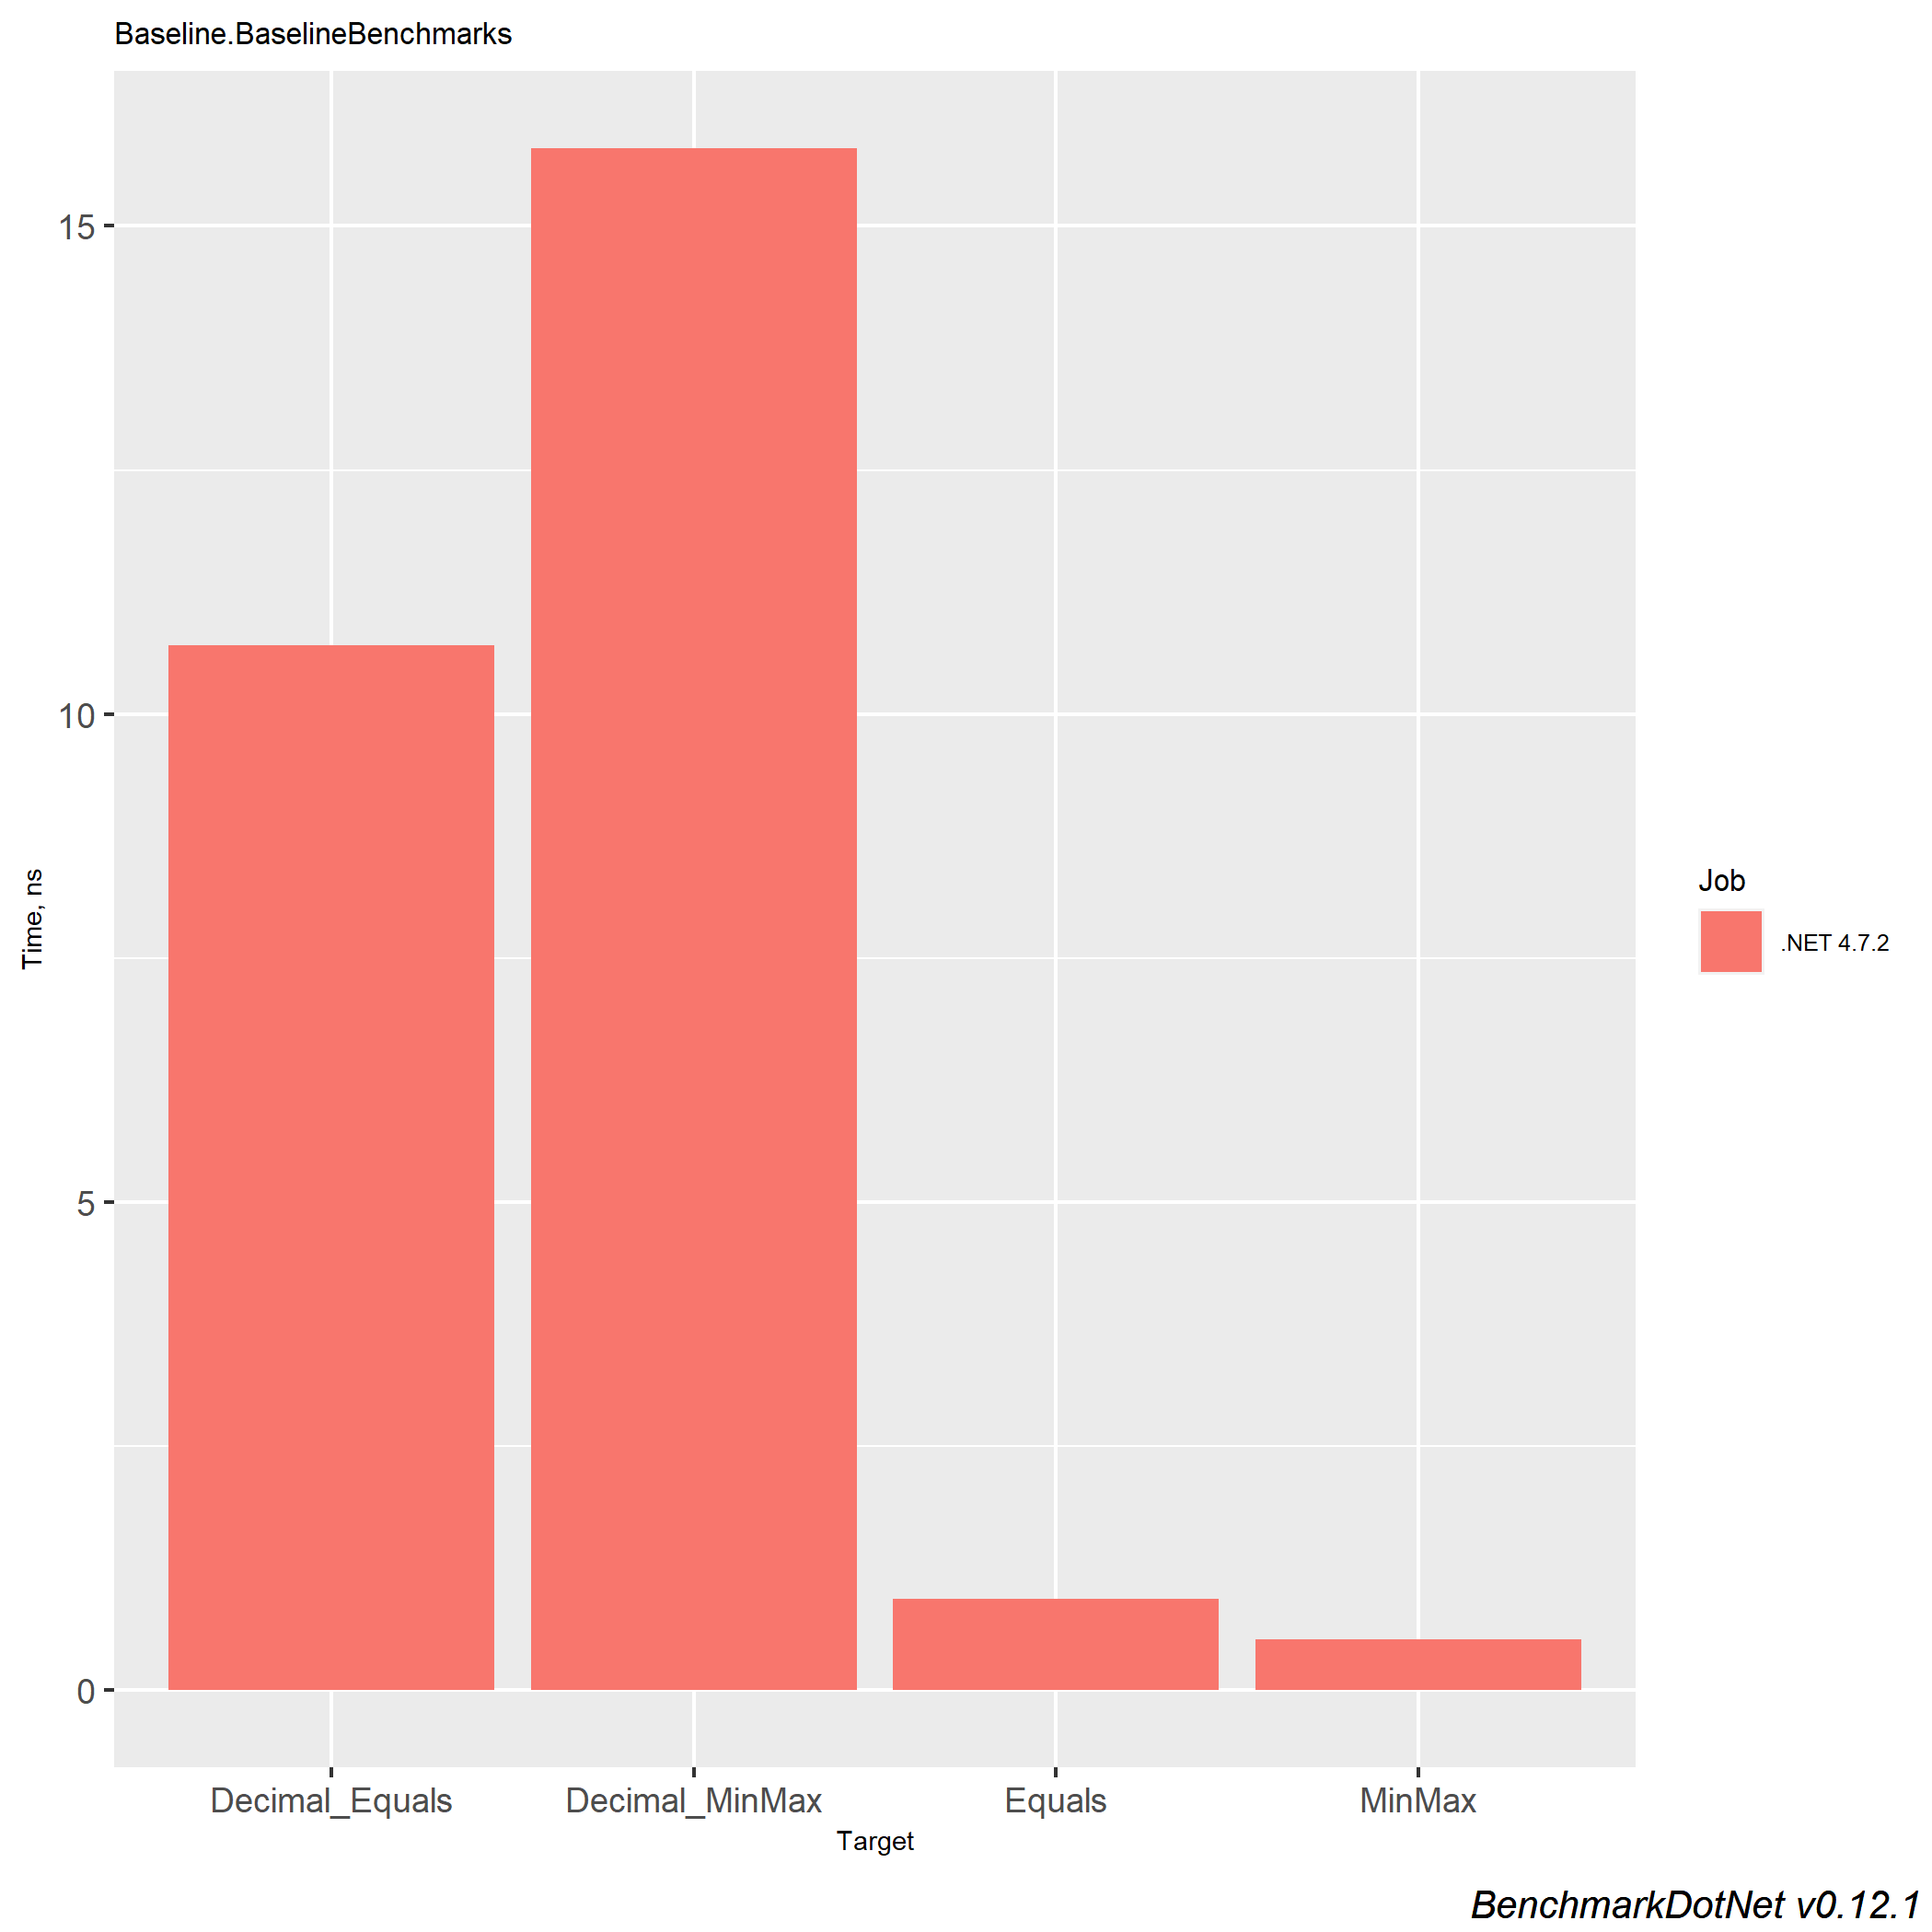 Baseline.BaselineBenchmarks
15
10
5
0
Time, ns
Decimal_Equals Decimal_MinMax Equals MinMax
Target
Job
.NET 4.7.2
BenchmarkDotNet v0.12.1